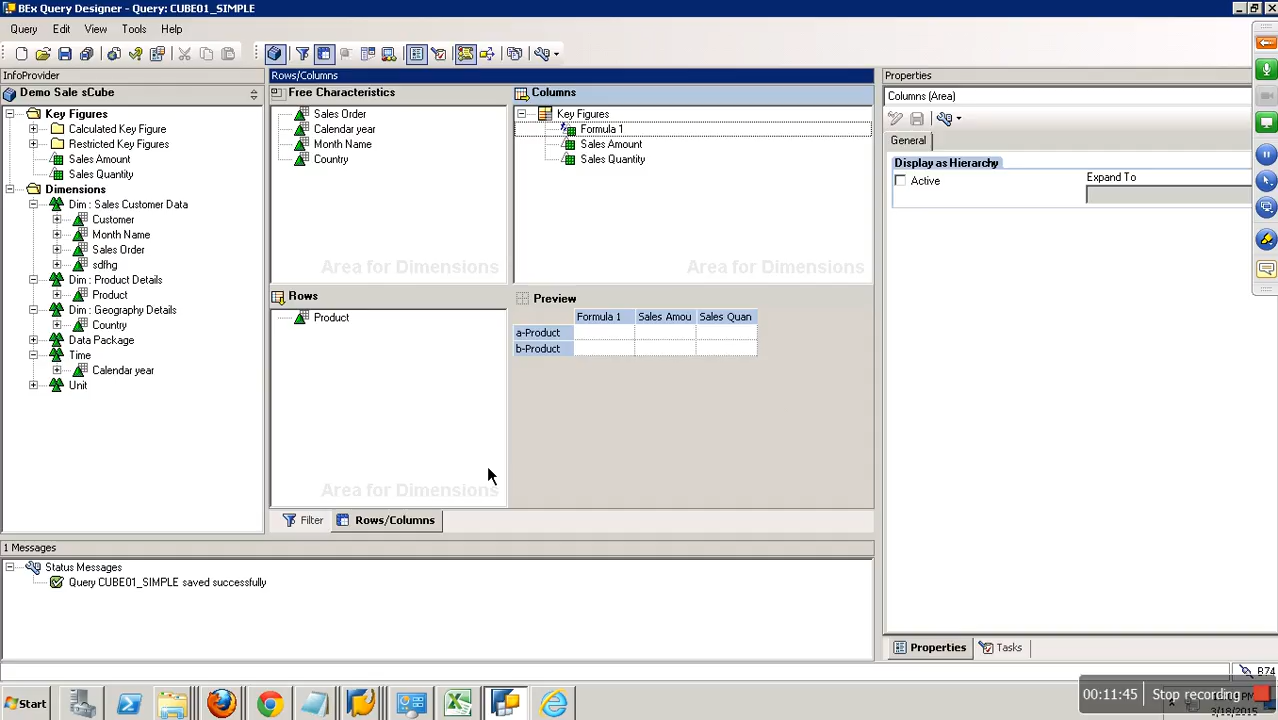 BEx Query Designer - Query: CUBE01_SIMPLE
Query Edit View Tools Help
InfoProvider
Demo Sale sCube
Key Figures
Calculated Key Figure
Restricted Key Figures
Sales Amount
Sales Quantity
Dimensions
Dim : Sales Customer Data
Customer
Month Name
Sales Order
sdfhg
Dim : Product Details
Product
Dim : Geography Details
Country
Data Package
Time
Calendar year
Unit
Rows/Columns
Free Characteristics
Sales Order
Calendar year
Month Name
Country
Area for Dimensions
Columns
Key Figures
Formula 1
Sales Amount
Sales Quantity
Area for Dimensions
Rows
Product
Area for Dimensions
Preview
Formula 1 Sales Amou Sales Quan
a-Product
b-Product
Filter Rows/Columns
Properties
Columns (Area)
General
Display as Hierarchy
Active Expand To
Properties Tasks
1 Messages
Status Messages
Query CUBE01_SIMPLE saved successfully
B74
Start
00:11:45 Stop recording
3/18/2015